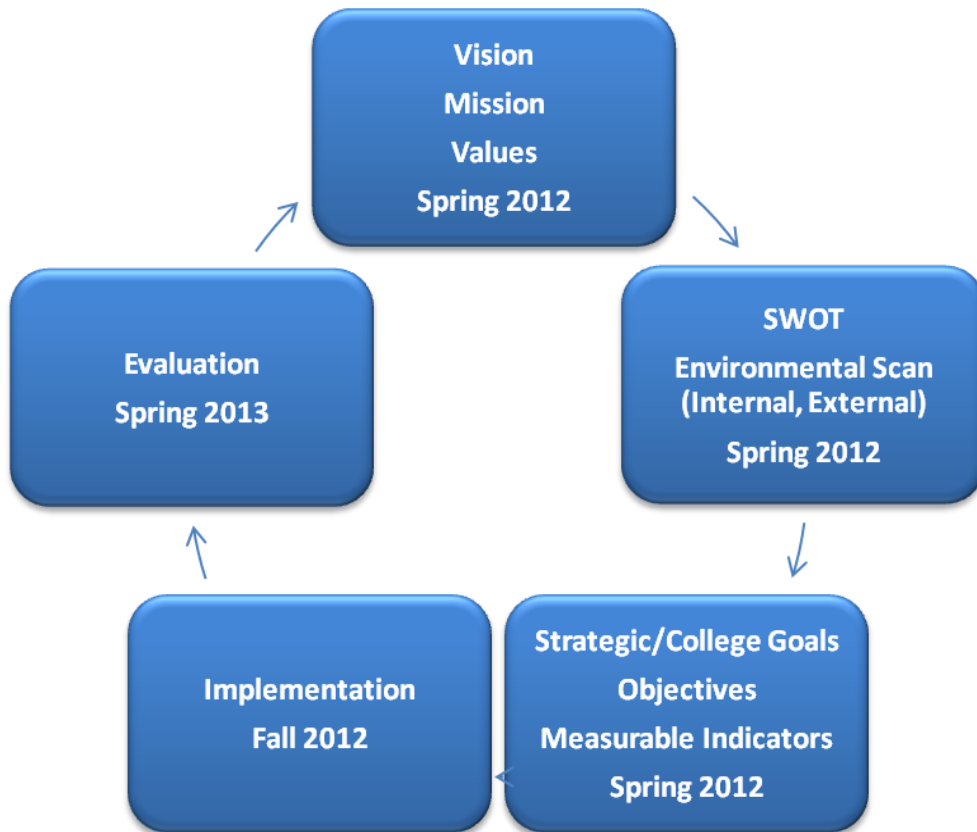 Vision
Mission
Values
Spring 2012
SWOT
Environmental Scan
(Internal, External)
Spring 2012
Strategic/College Goals
Objectives
Measurable Indicators
Spring 2012
Implementation
Fall 2012
Evaluation
Spring 2013